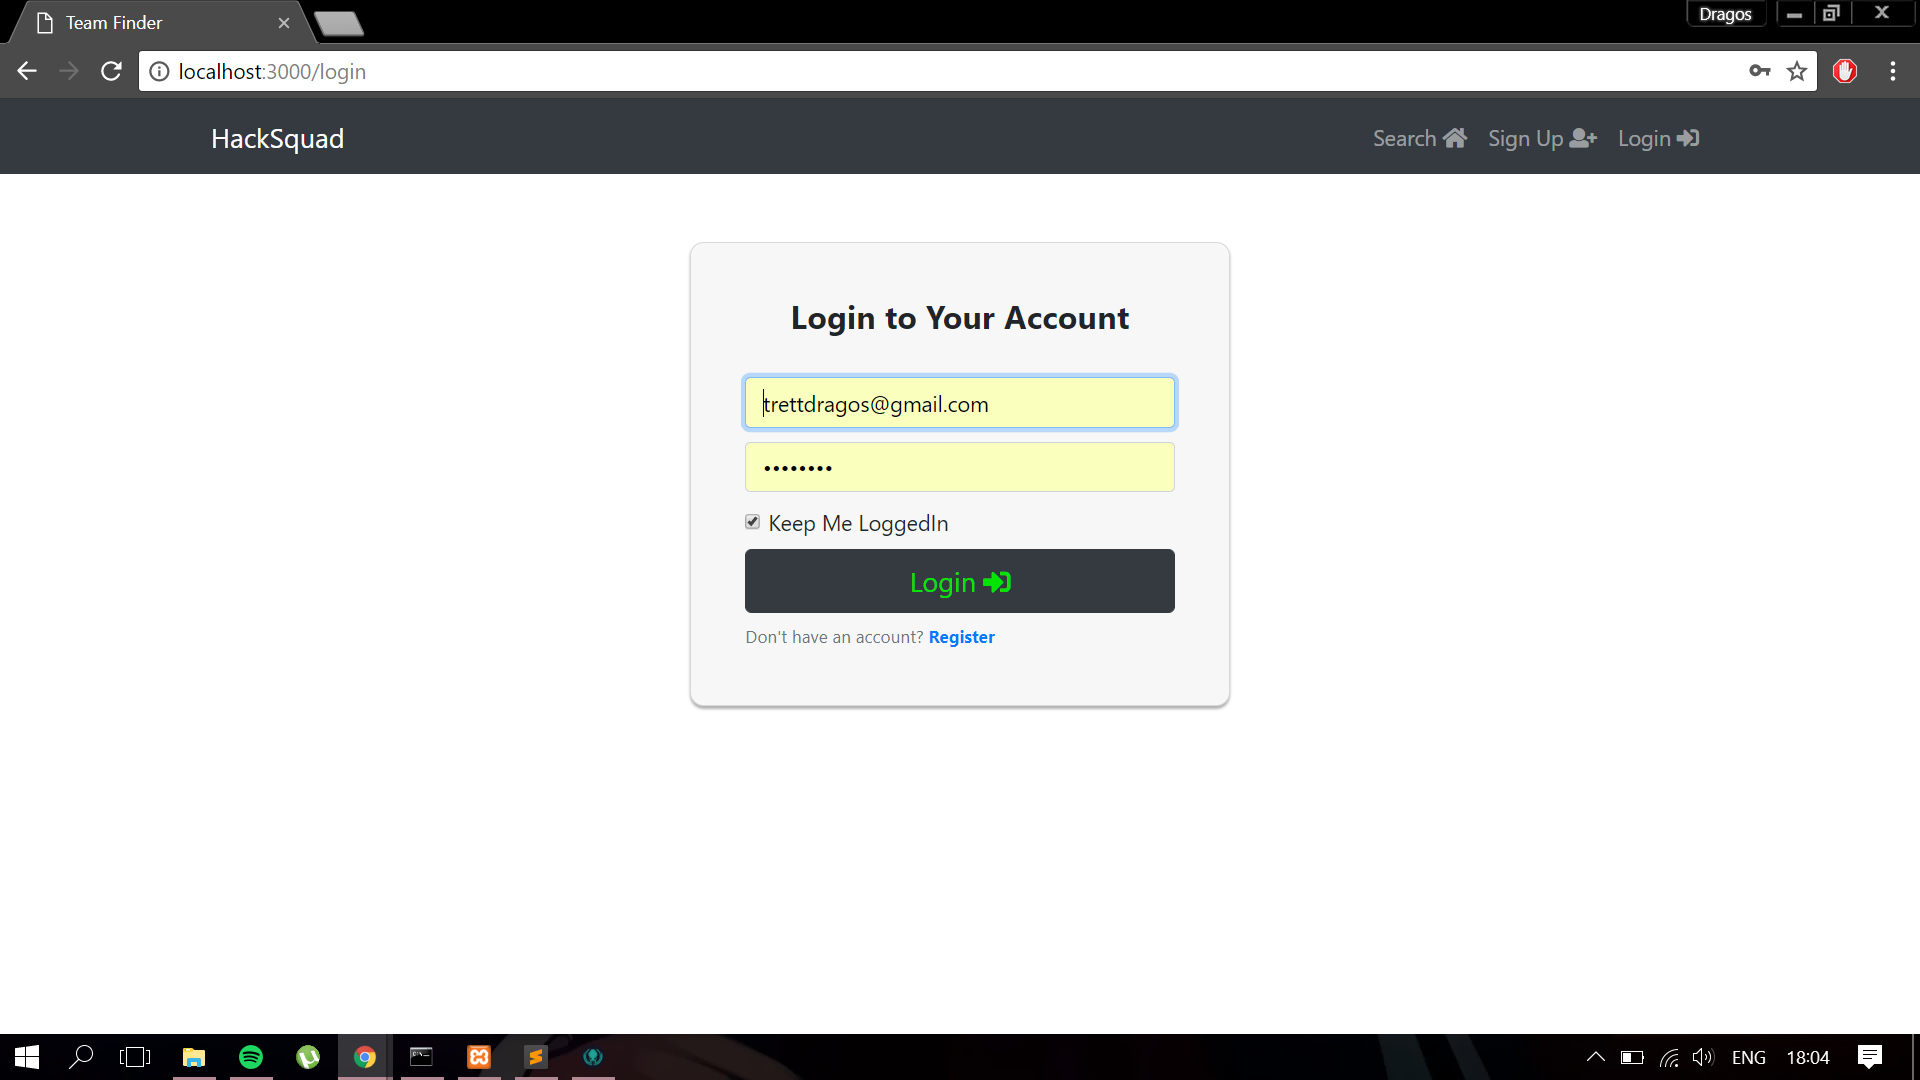 Team Finder
Dragos
localhost:3000/login
HackSquad
Search
Sign Up
Login
Login to Your Account
trettdragos@gmail.com
••••••••
Keep Me LoggedIn
Login
Don't have an account? Register
ENG
18:04